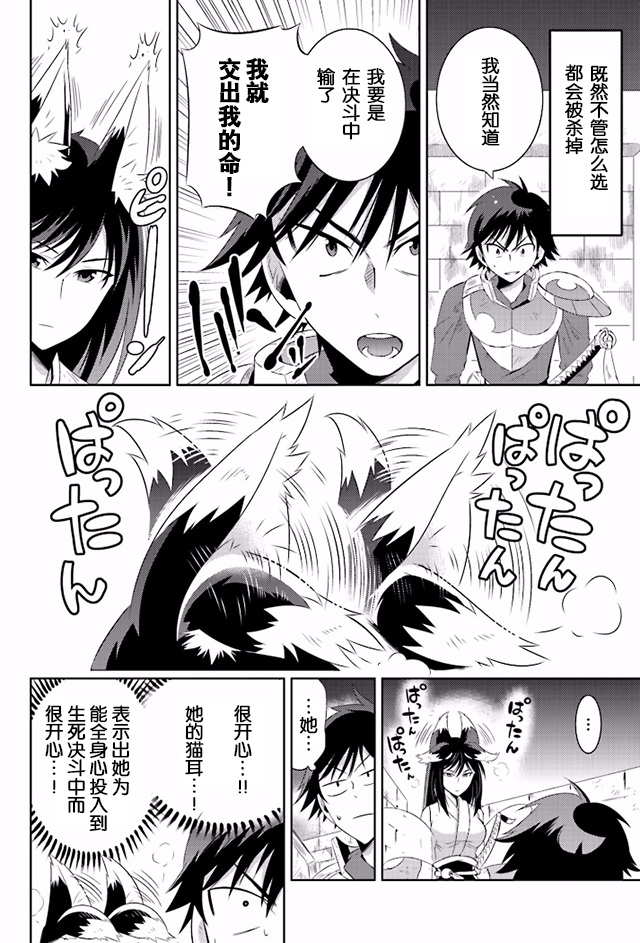 既然不管怎么选
都会被杀掉
我当然知道
我要是
在决斗中
输了
我就
交出我的命！
ピーン
ぱったん
ぱったん
ぱったん
ぱったん
…
ぱったん
ぱったん
…她…
很开心…!!
她的猫耳…
表示出她为
能全身心投入到
生死决斗中而
很开心…！